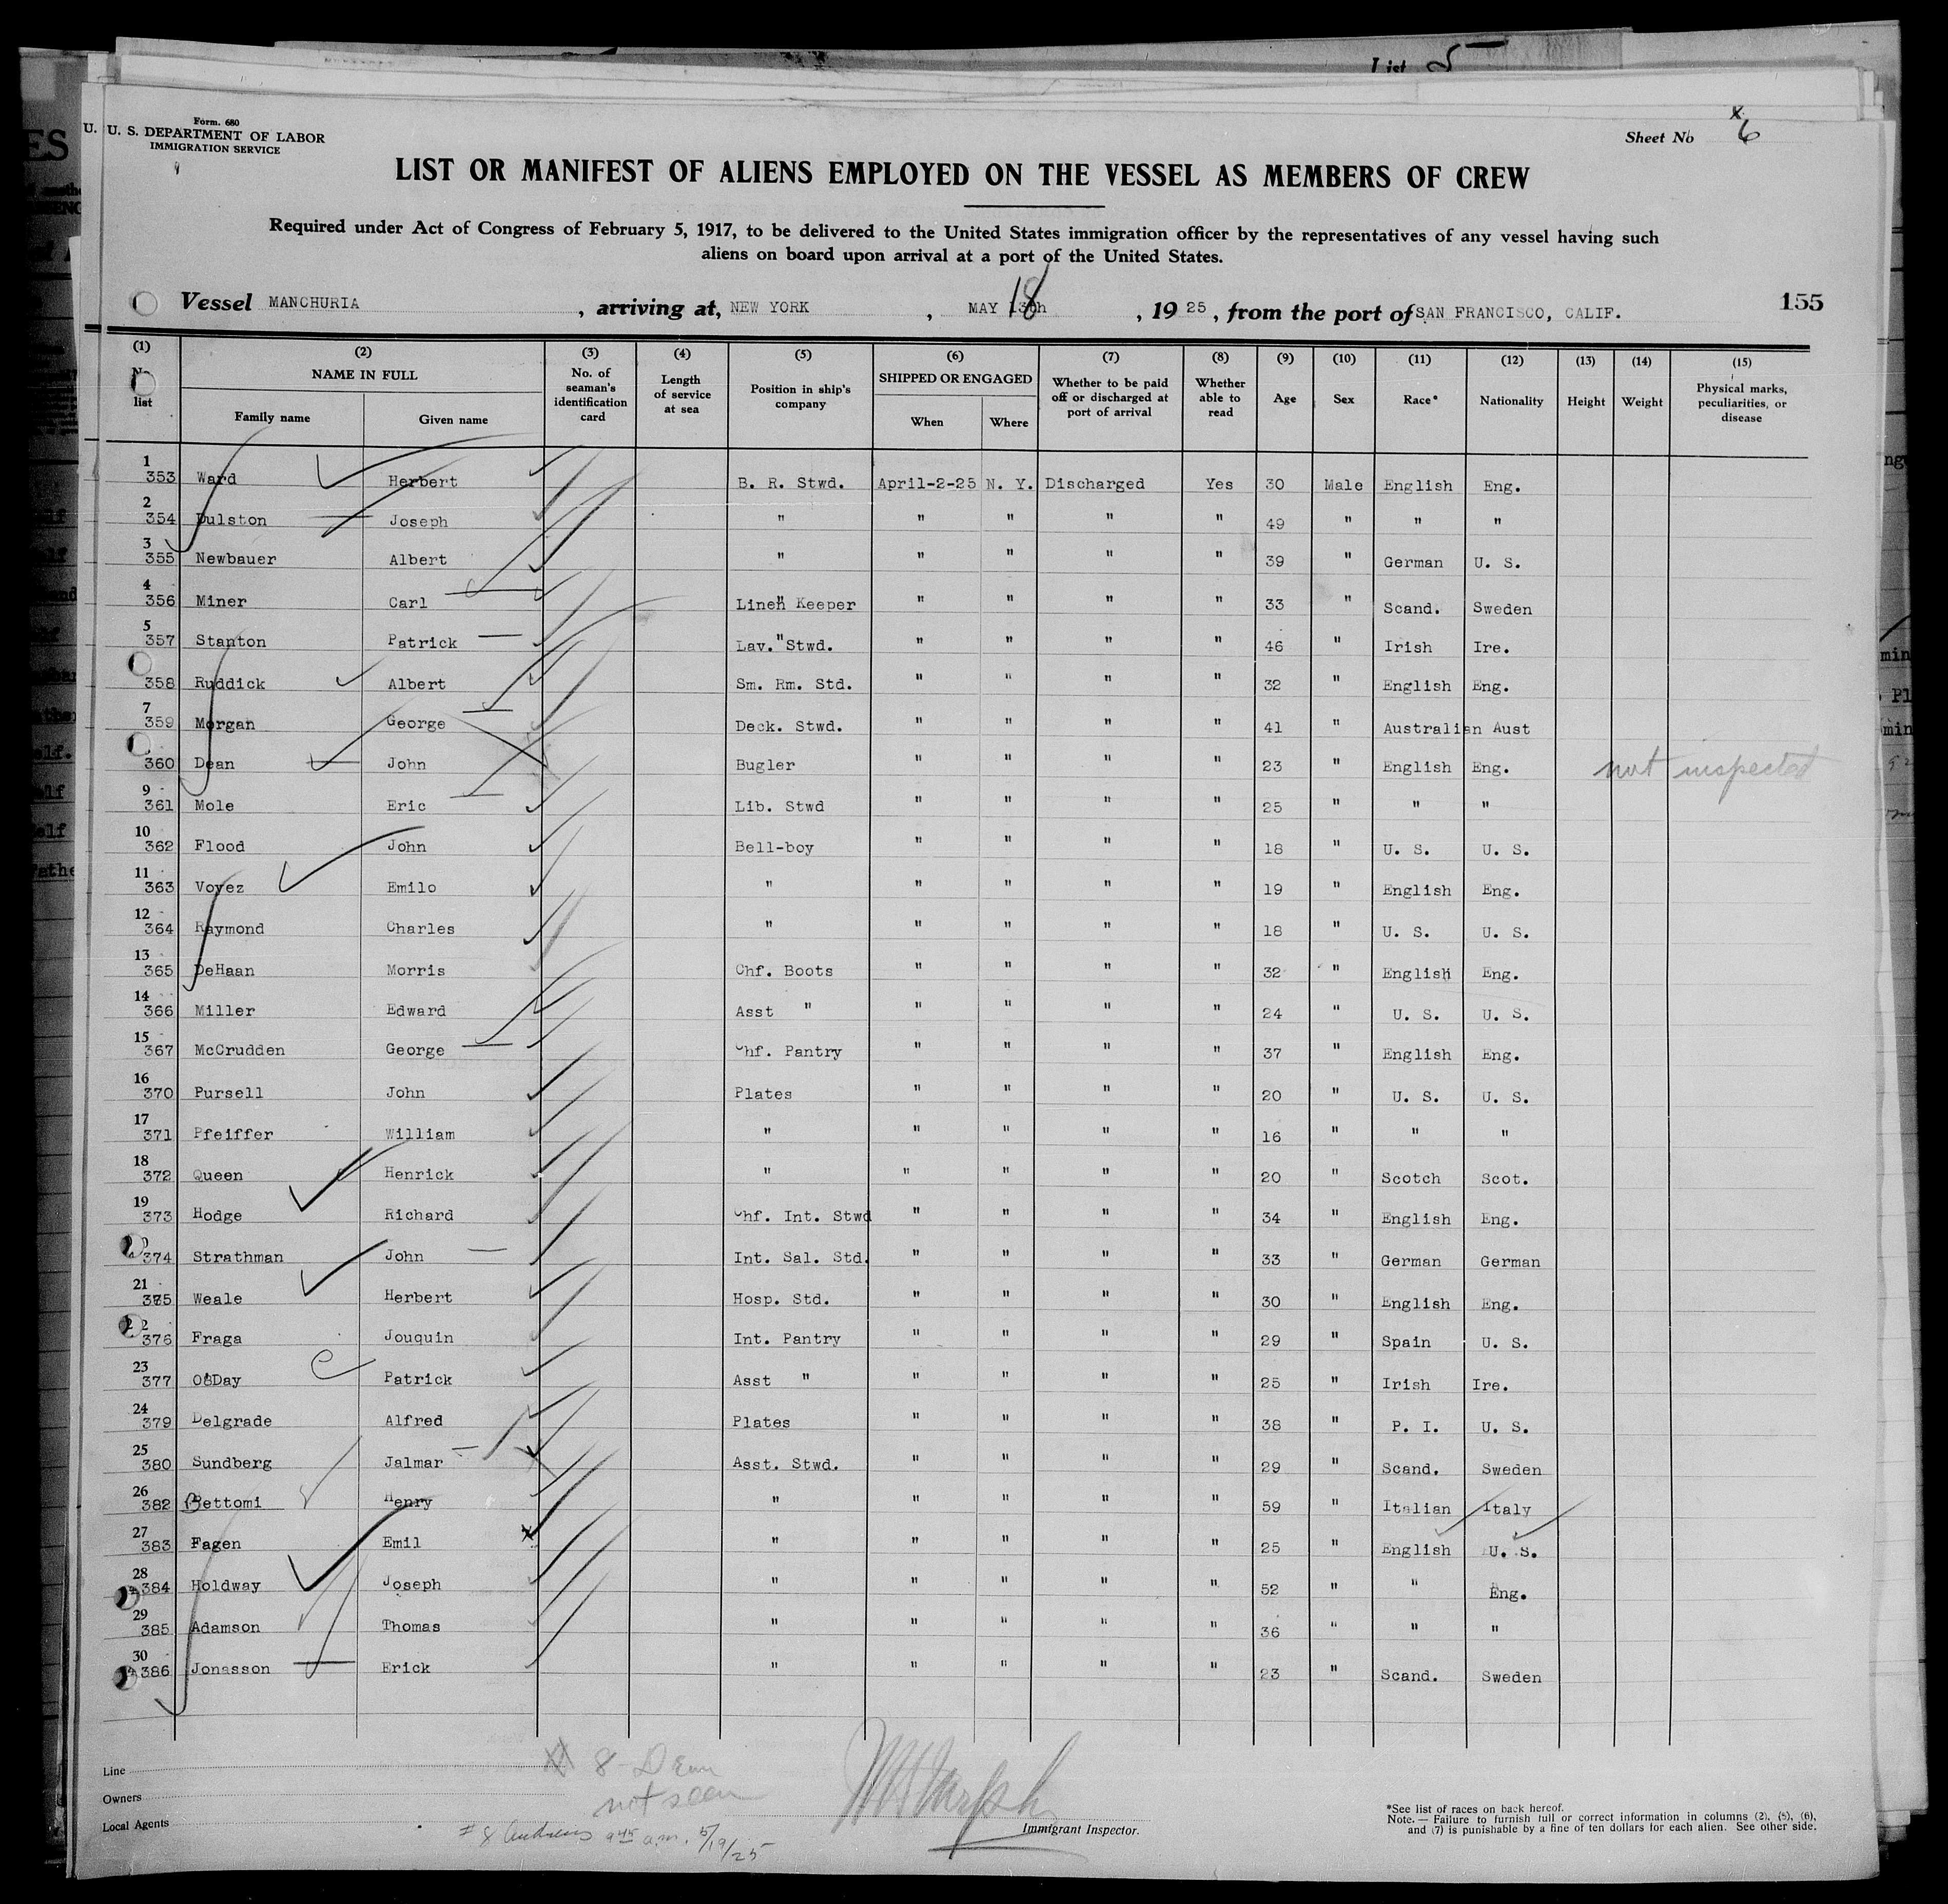 List 5
Form. 680
U. U. S. DEPARTMENT OF LABOR
IMMIGRATION SERVICE
Sheet No 6
LIST OR MANIFEST OF ALIENS EMPLOYED ON THE VESSEL AS MEMBERS OF CREW
Required under Act of Congress of February 5, 1917, to be delivered to the United States immigration officer by the representatives of any vessel having such
aliens on board upon arrival at a port of the United States.
Vessel MANCHURIA , arriving at, NEW YORK , MAY 18 , 19 25 , from the port of SAN FRANCISCO, CALIF. 155
(1) (2) (3) (4) (5) (6) (7) (8) (9) (10) (11) (12) (13) (14) (15)
No. list NAME IN FULL Family name Given name No. of seaman's identification card Length of service at sea Position in ship's company SHIPPED OR ENGAGED When Where Whether to be paid off or discharged at port of arrival Whether able to read Age Sex Race* Nationality Height Weight Physical marks, peculiarities, or disease
1 353 Ward Herbert B. R. Stwd. April-2-25 N. Y. Discharged Yes 30 Male English Eng.
2 354 Dulston Joseph " " " " " 49 " " "
3 355 Newbauer Albert " " " " " 39 " German U. S.
4 356 Miner Carl Linen Keeper " " " " 33 " Scand. Sweden
5 357 Stanton Patrick Lav. " Stwd. " " " " 46 " Irish Ire.
358 Ruddick Albert Sm. Rm. Std. " " " " 32 " English Eng.
7 359 Morgan George Deck. Stwd. " " " " 41 " Australian Aust
360 Dean John Bugler " " " " 23 " English Eng. not inspected
9 361 Mole Eric Lib. Stwd " " " " 25 " " "
10 362 Flood John Bell-boy " " " " 18 " U. S. U. S.
11 363 Voyez Emilo " " " " " 19 " English Eng.
12 364 Raymond Charles " " " " " 18 " U. S. U. S.
13 365 DeHaan Morris Chf. Boots " " " " 32 " English Eng.
14 366 Miller Edward Asst " " " " " 24 " U. S. U. S.
15 367 McCrudden George Chf. Pantry " " " " 37 " English Eng.
16 370 Pursell John Plates " " " " 20 " U. S. U. S.
17 371 Pfeiffer William " " " " " 16 " " "
18 372 Queen Henrick " " " " " 20 " Scotch Scot.
19 373 Hodge Richard Chf. Int. Stwd " " " " 34 " English Eng.
374 Strathman John Int. Sal. Std. " " " " 33 " German German
21 375 Weale Herbert Hosp. Std. " " " " 30 " English Eng.
22 376 Fraga Jouquin Int. Pantry " " " " 29 " Spain U. S.
23 377 O'Day Patrick Asst " " " " " 25 " Irish Ire.
24 379 Delgrade Alfred Plates " " " " 38 " P. I. U. S.
25 380 Sundberg Jalmar Asst. Stwd. " " " " 29 " Scand. Sweden
26 382 Bettomi Henry " " " " " 59 " Italian Italy
27 383 Fagen Emil " " " " " 25 " English U. S.
28 384 Holdway Joseph " " " " " 52 " " Eng.
29 385 Adamson Thomas " " " " " 36 " " "
30 386 Jonasson Erick " " " " " 23 " Scand. Sweden
Line
Owners
Local Agents
8 - Dean
not seen
# 8 9 45 a.m. 5/19/25
Immigrant Inspector.
*See list of races on back hereof.
Note.— Failure to furnish full or correct information in columns (2), (5), (6),
and (7) is punishable by a fine of ten dollars for each alien. See other side.